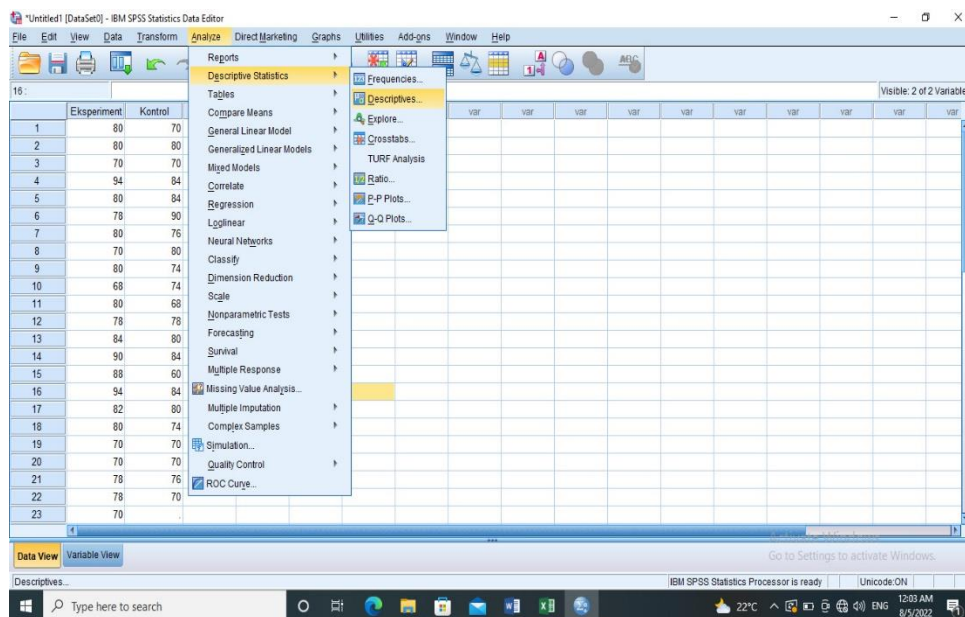 *Untitled1 [DataSet0] - IBM SPSS Statistics Data Editor
File Edit View Data Transform Analyze Direct Marketing Graphs Utilities Add-ons Window Help
16 :
Visible: 2 of 2 Variable
Eksperiment Kontrol var var var var var var var var
1 80 70
2 80 80
3 70 70
4 94 84
5 80 84
6 78 90
7 80 76
8 70 80
9 80 74
10 68 74
11 80 68
12 78 78
13 84 80
14 90 84
15 88 60
16 94 84
17 82 80
18 80 74
19 70 70
20 70 70
21 78 76
22 78 70
23 70 .
Reports
Descriptive Statistics
Tables
Compare Means
General Linear Model
Generalized Linear Models
Mixed Models
Correlate
Regression
Loglinear
Neural Networks
Classify
Dimension Reduction
Scale
Nonparametric Tests
Forecasting
Survival
Multiple Response
Missing Value Analysis...
Multiple Imputation
Complex Samples
Simulation...
Quality Control
ROC Curve...
Frequencies...
Descriptives...
Explore...
Crosstabs...
TURF Analysis
Ratio...
P-P Plots...
Q-Q Plots...
Data View Variable View
Activate Windows
Go to Settings to activate Windows.
Descriptives... IBM SPSS Statistics Processor is ready Unicode:ON
Type here to search 22°C ENG 12:03 AM
8/5/2022